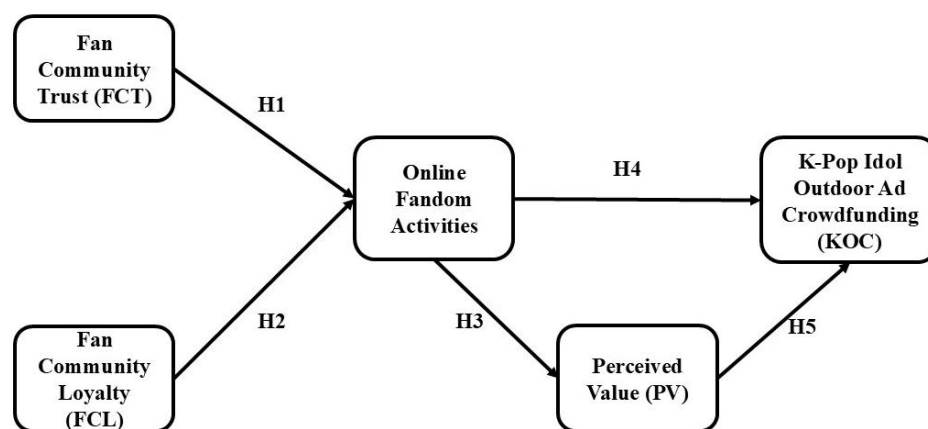 Fan
Community
Trust (FCT)
H1
Online
Fandom
Activities
H4
K-Pop Idol
Outdoor Ad
Crowdfunding
(KOC)
H2
H3
H5
Fan
Community
Loyalty
(FCL)
Perceived
Value (PV)